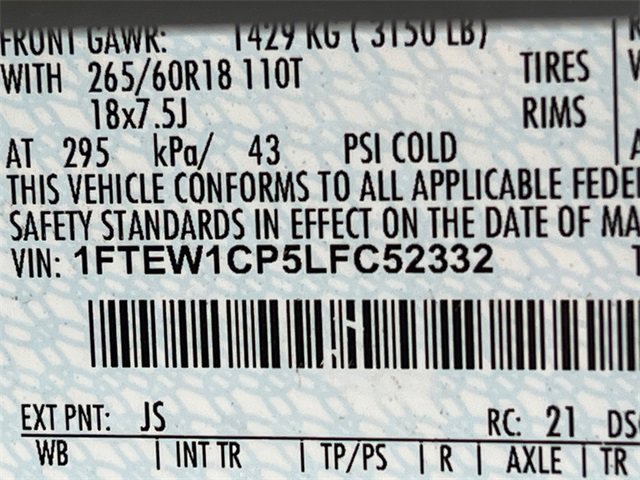 FRONT GAWR: 1429 KG ( 3150 LB)
WITH 265/60R18 110T TIRES
18x7.5J RIMS
AT 295 kPa/ 43 PSI COLD
THIS VEHICLE CONFORMS TO ALL APPLICABLE FEDE
SAFETY STANDARDS IN EFFECT ON THE DATE OF MA
VIN: 1FTEW1CP5LFC52332
EXT PNT: JS RC: 21 DS
WB | INT TR | TP/PS | R | AXLE | TR